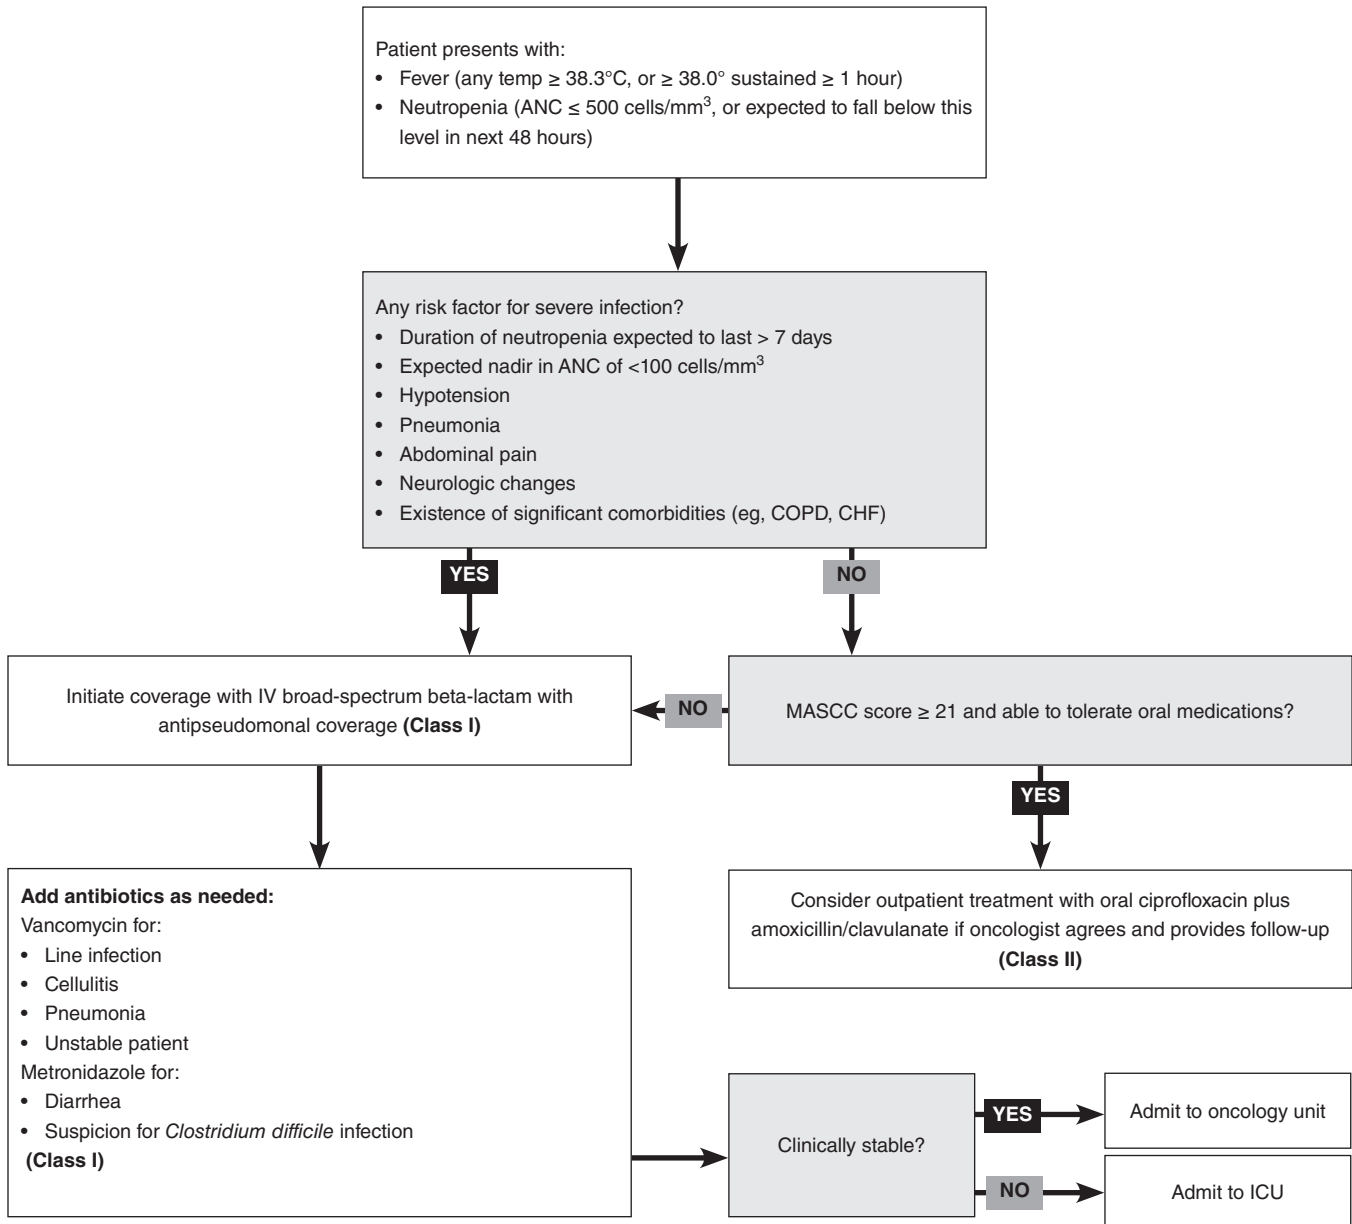 Patient presents with:
• Fever (any temp ≥ 38.3°C, or ≥ 38.0° sustained ≥ 1 hour)
• Neutropenia (ANC ≤ 500 cells/mm³, or expected to fall below this
level in next 48 hours)
Any risk factor for severe infection?
• Duration of neutropenia expected to last > 7 days
• Expected nadir in ANC of <100 cells/mm³
• Hypotension
• Pneumonia
• Abdominal pain
• Neurologic changes
• Existence of significant comorbidities (eg, COPD, CHF)
YES
NO
Initiate coverage with IV broad-spectrum beta-lactam with
antipseudomonal coverage (Class I)
NO
MASCC score ≥ 21 and able to tolerate oral medications?
YES
Add antibiotics as needed:
Vancomycin for:
• Line infection
• Cellulitis
• Pneumonia
• Unstable patient
Metronidazole for:
• Diarrhea
• Suspicion for Clostridium difficile infection
(Class I)
Consider outpatient treatment with oral ciprofloxacin plus
amoxicillin/clavulanate if oncologist agrees and provides follow-up
(Class II)
Clinically stable?
YES
Admit to oncology unit
NO
Admit to ICU